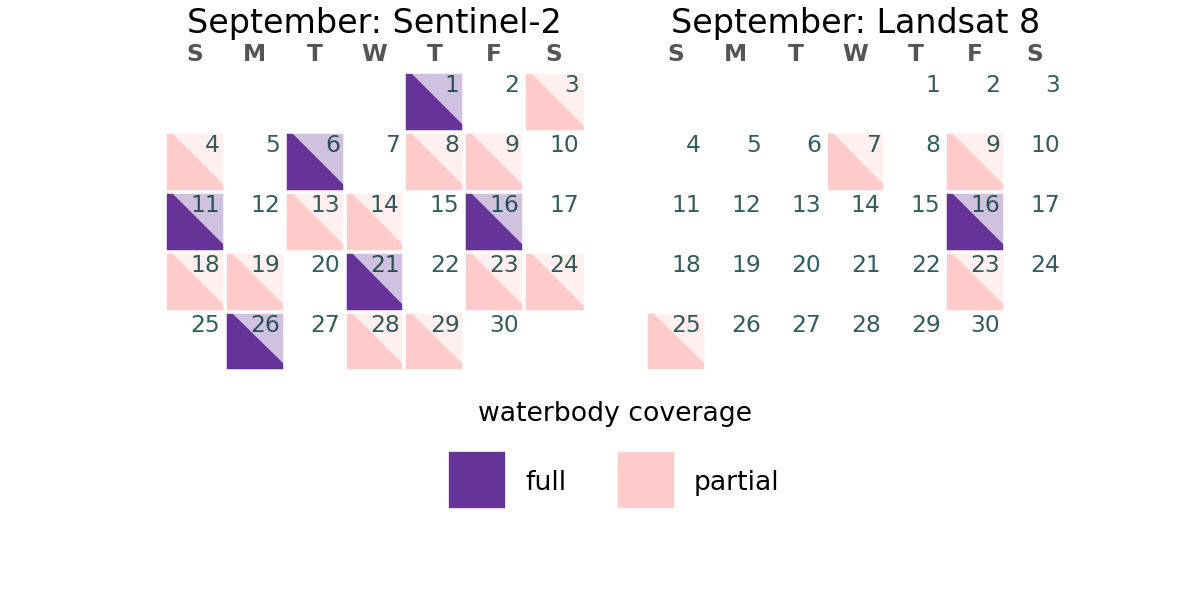 September: Sentinel-2
S M T W T F S
1 2 3
4 5 6 7 8 9 10
11 12 13 14 15 16 17
18 19 20 21 22 23 24
25 26 27 28 29 30
September: Landsat 8
S M T W T F S
1 2 3
4 5 6 7 8 9 10
11 12 13 14 15 16 17
18 19 20 21 22 23 24
25 26 27 28 29 30
waterbody coverage
full partial